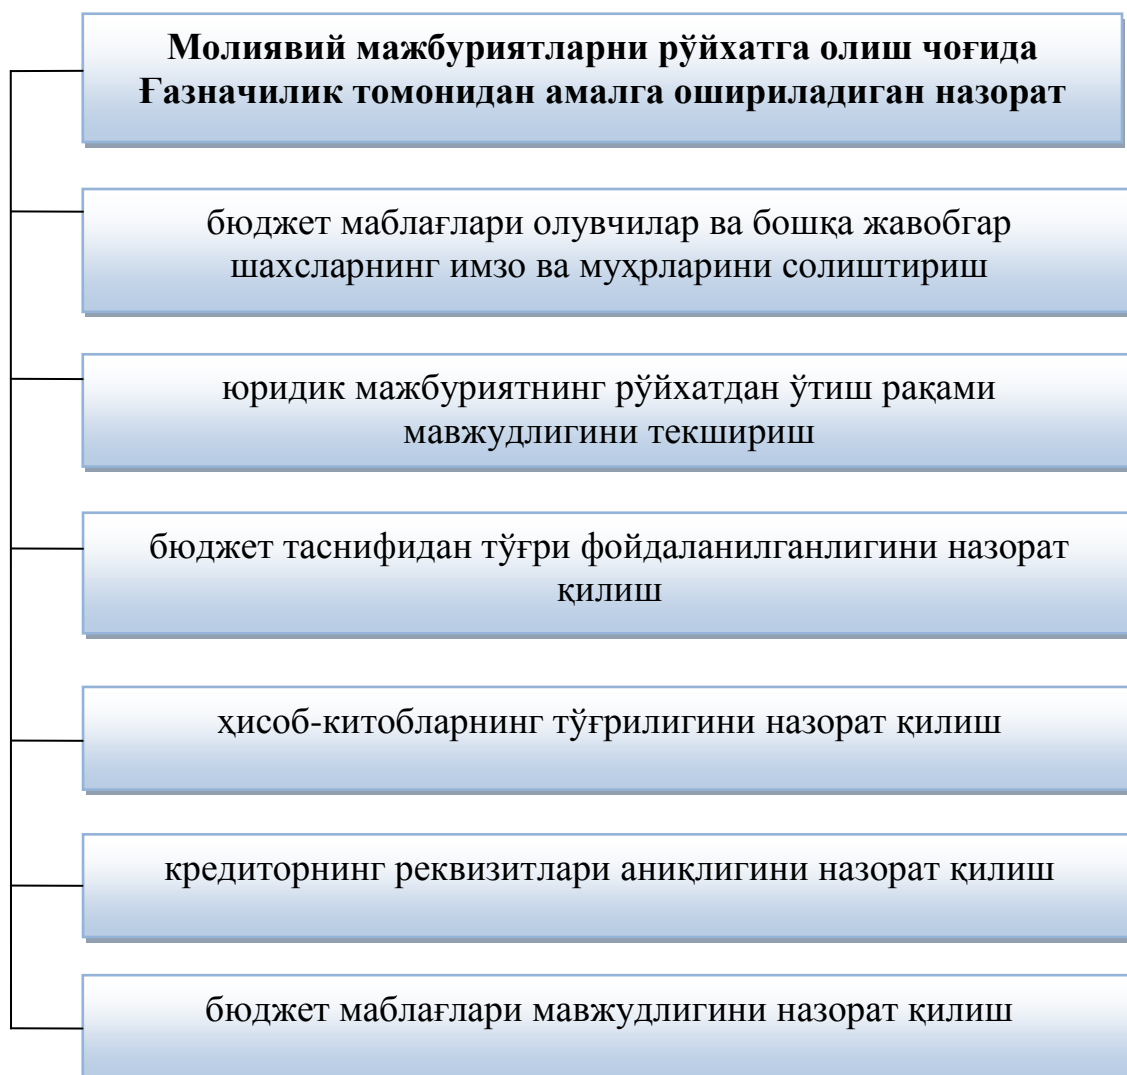 Молиявий мажбуриятларни рўйхатга олиш чоғида
Ғазначилик томонидан амалга ошириладиган назорат
бюджет маблағлари олувчилар ва бошқа жавобгар
шахсларнинг имзо ва муҳрларини солиштириш
юридик мажбуриятнинг рўйхатдан ўтиш рақами
мавжудлигини текшириш
бюджет таснифидан тўғри фойдаланилганлигини назорат
қилиш
ҳисоб-китобларнинг тўғрилигини назорат қилиш
кредиторнинг реквизитлари аниқлигини назорат қилиш
бюджет маблағлари мавжудлигини назорат қилиш